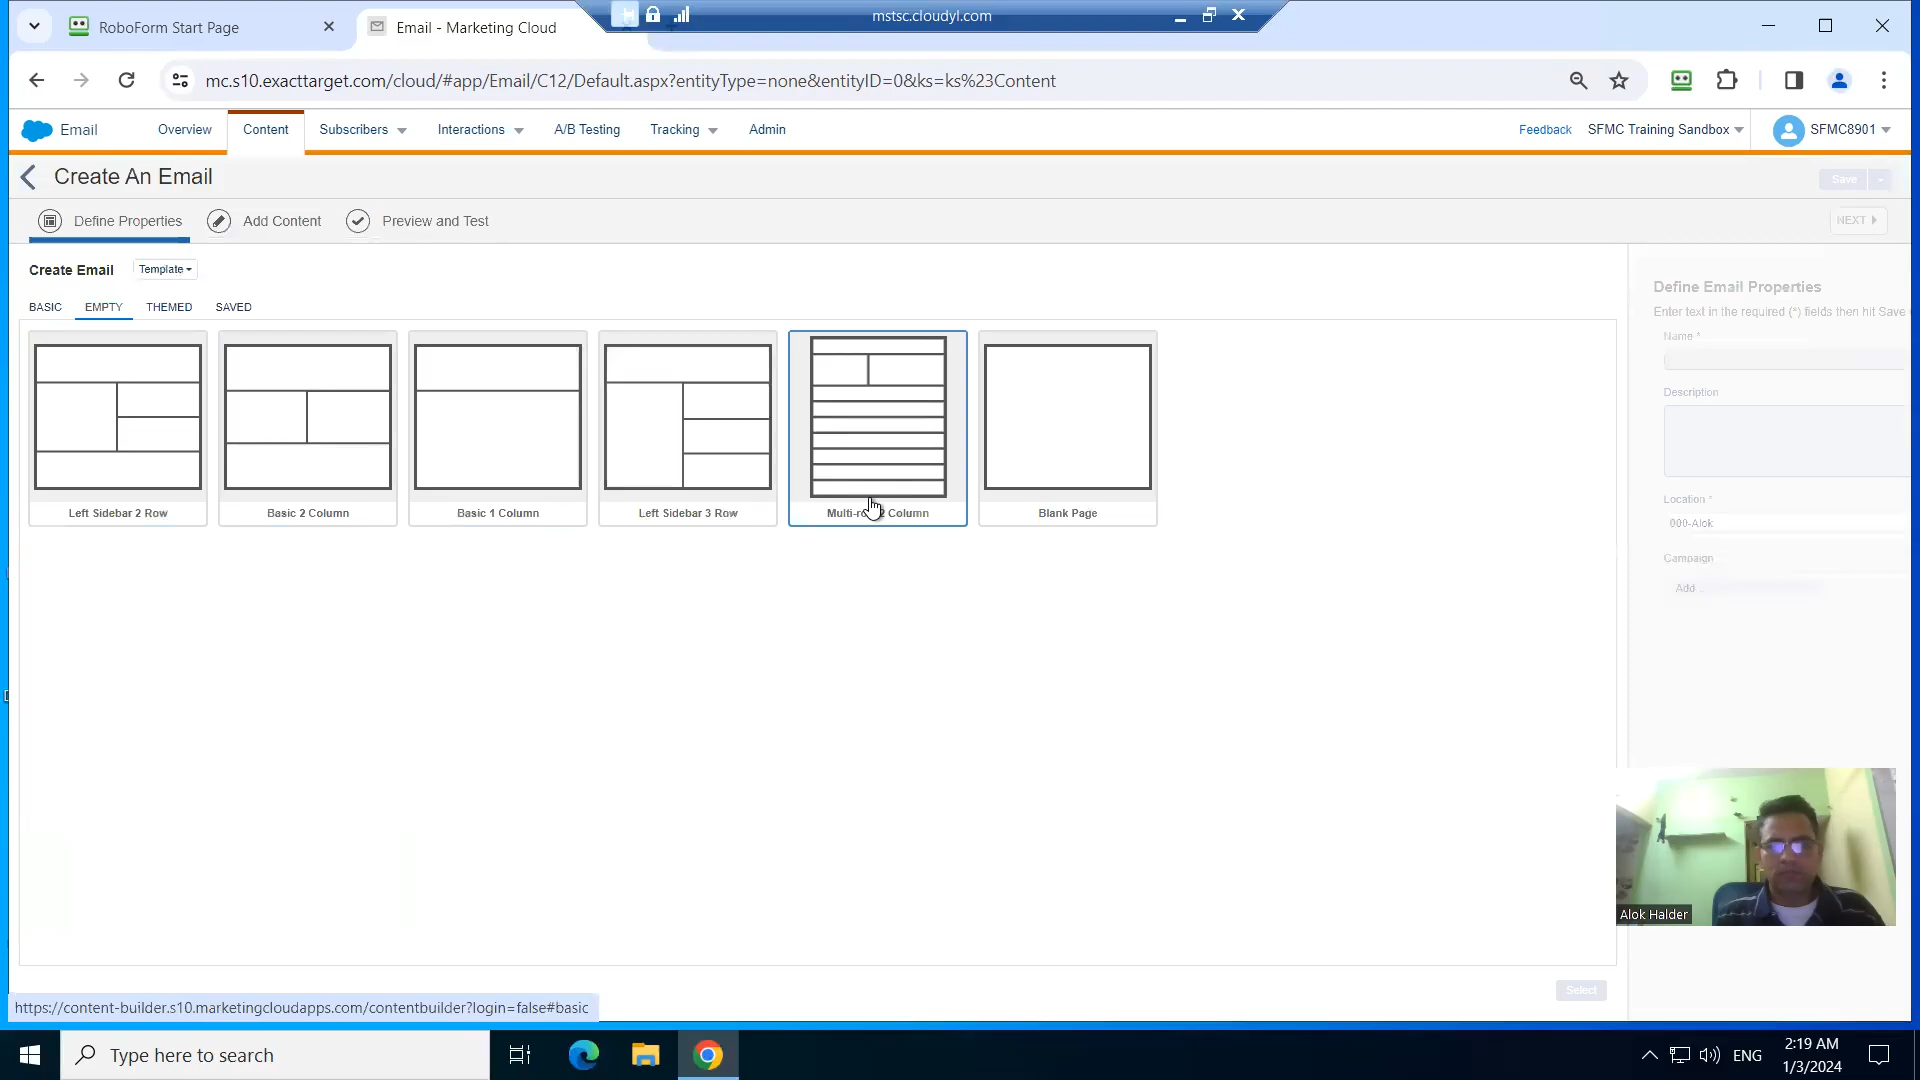 RoboForm Start Page
Email - Marketing Cloud
mstsc.cloudyl.com
mc.s10.exacttarget.com/cloud/#app/Email/C12/Default.aspx?entityType=none&entityID=0&ks=ks%23Content
Email
Overview
Content
Subscribers
Interactions
A/B Testing
Tracking
Admin
Feedback
SFMC Training Sandbox
SFMC8901
Create An Email
Save
Define Properties
Add Content
Preview and Test
NEXT
Create Email
Template
BASIC
EMPTY
THEMED
SAVED
Left Sidebar 2 Row
Basic 2 Column
Basic 1 Column
Left Sidebar 3 Row
2 Column
Blank Page
Define Email Properties
Enter text in the required (*) fields then hit Save
Name *
Description
Location *
000-Alok
Campaign
Add
Alok Halder
Select
https://content-builder.s10.marketingcloudapps.com/contentbuilder?login=false#basic
Type here to search
ENG
2:19 AM
1/3/2024